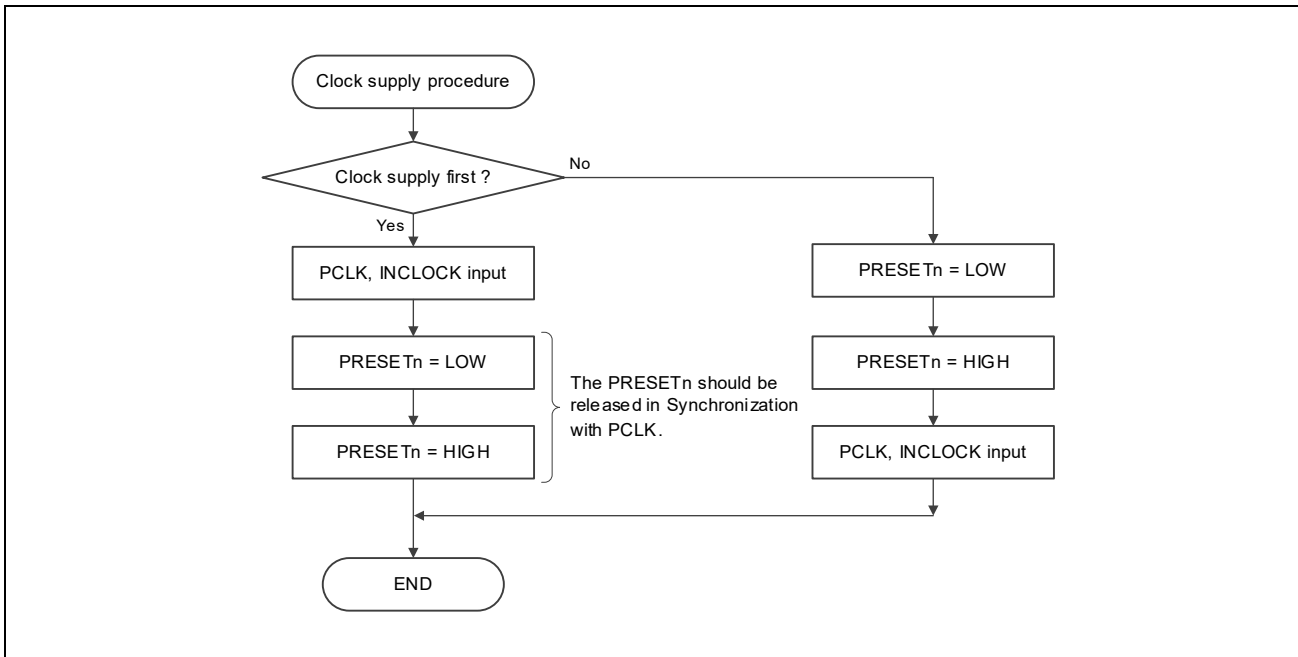 Clock supply procedure
Clock supply first ?
No
Yes
PCLK, INCLOCK input
PRESETn = LOW
PRESETn = HIGH
The PRESETn should be
released in Synchronization
with PCLK.
PRESETn = LOW
PRESETn = HIGH
PCLK, INCLOCK input
END